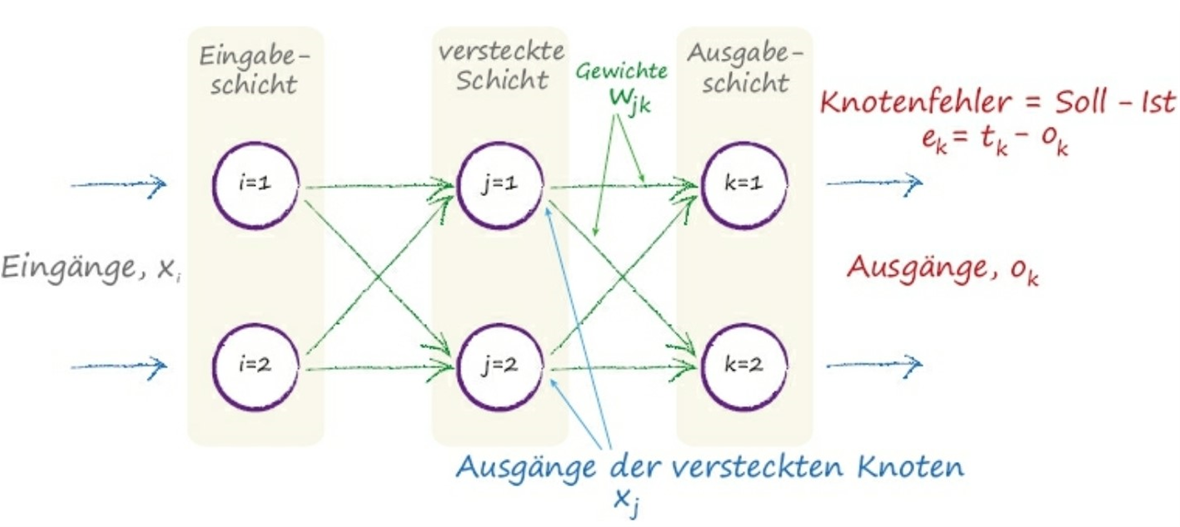 Eingabe-
schicht
versteckte
Schicht
Gewichte
wjk
Ausgabe-
schicht
Knotenfehler = Soll - Ist
ek = tk - ok
i=1
j=1
k=1
Eingänge, xi
Ausgänge, ok
i=2
j=2
k=2
Ausgänge der versteckten Knoten
xj